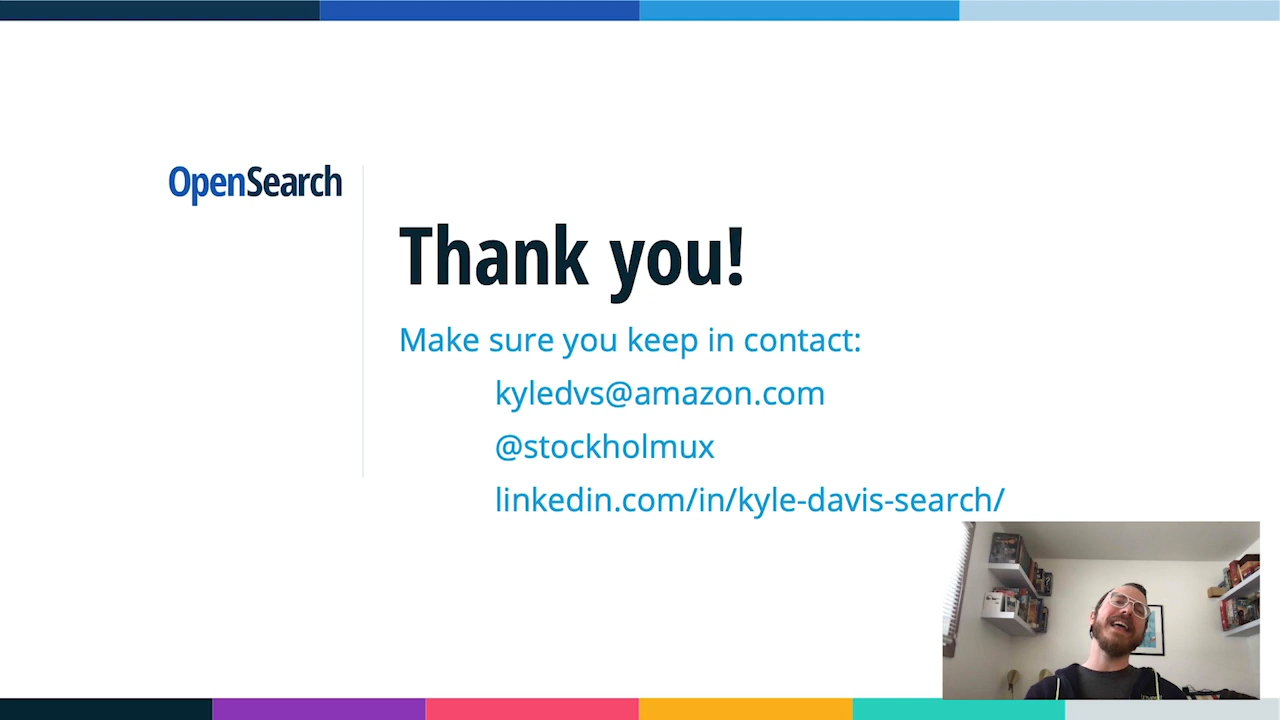 OpenSearch
Thank you!
Make sure you keep in contact:
kyledvs@amazon.com
@stockholmux
linkedin.com/in/kyle-davis-search/